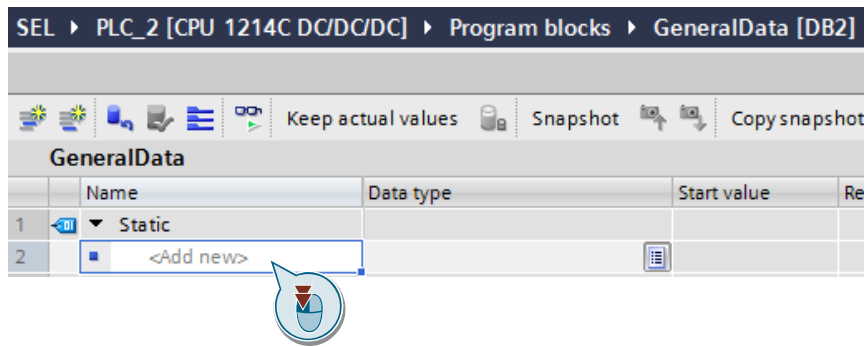 SEL ▸ PLC_2 [CPU 1214C DC/DC/DC] ▸ Program blocks ▸ GeneralData [DB2]
Keep actual values Snapshot Copy snapshot
GeneralData
Name Data type Start value Re
1 Static
2 <Add new>